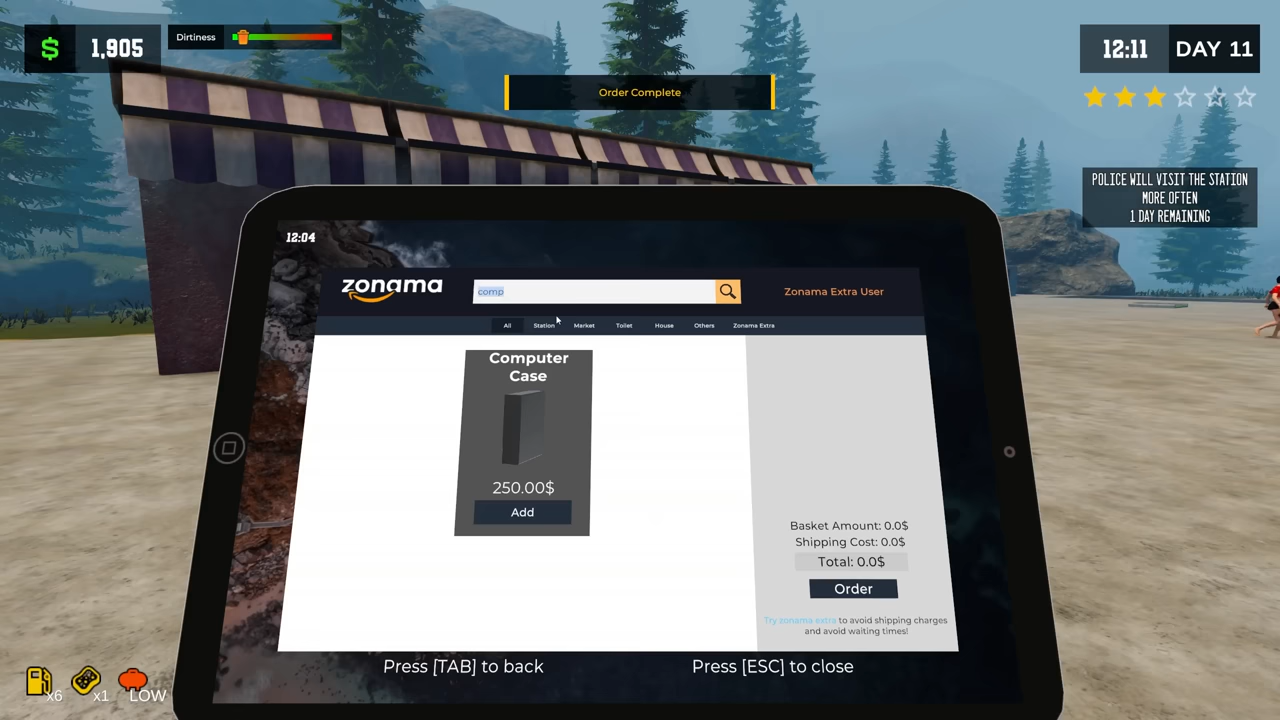 $ 1,905
Dirtiness
Order Complete
12:11 DAY 11
POLICE WILL VISIT THE STATION
MORE OFTEN
1 DAY REMAINING
12:04
zonama
comp
Zonama Extra User
All Station Market Toilet House Others Zonama Extra
Computer
Case
250.00$
Add
Basket Amount: 0.0$
Shipping Cost: 0.0$
Total: 0.0$
Order
Try zonama extra to avoid shipping charges
and avoid waiting times!
Press [TAB] to back
Press [ESC] to close
x6 x1 LOW